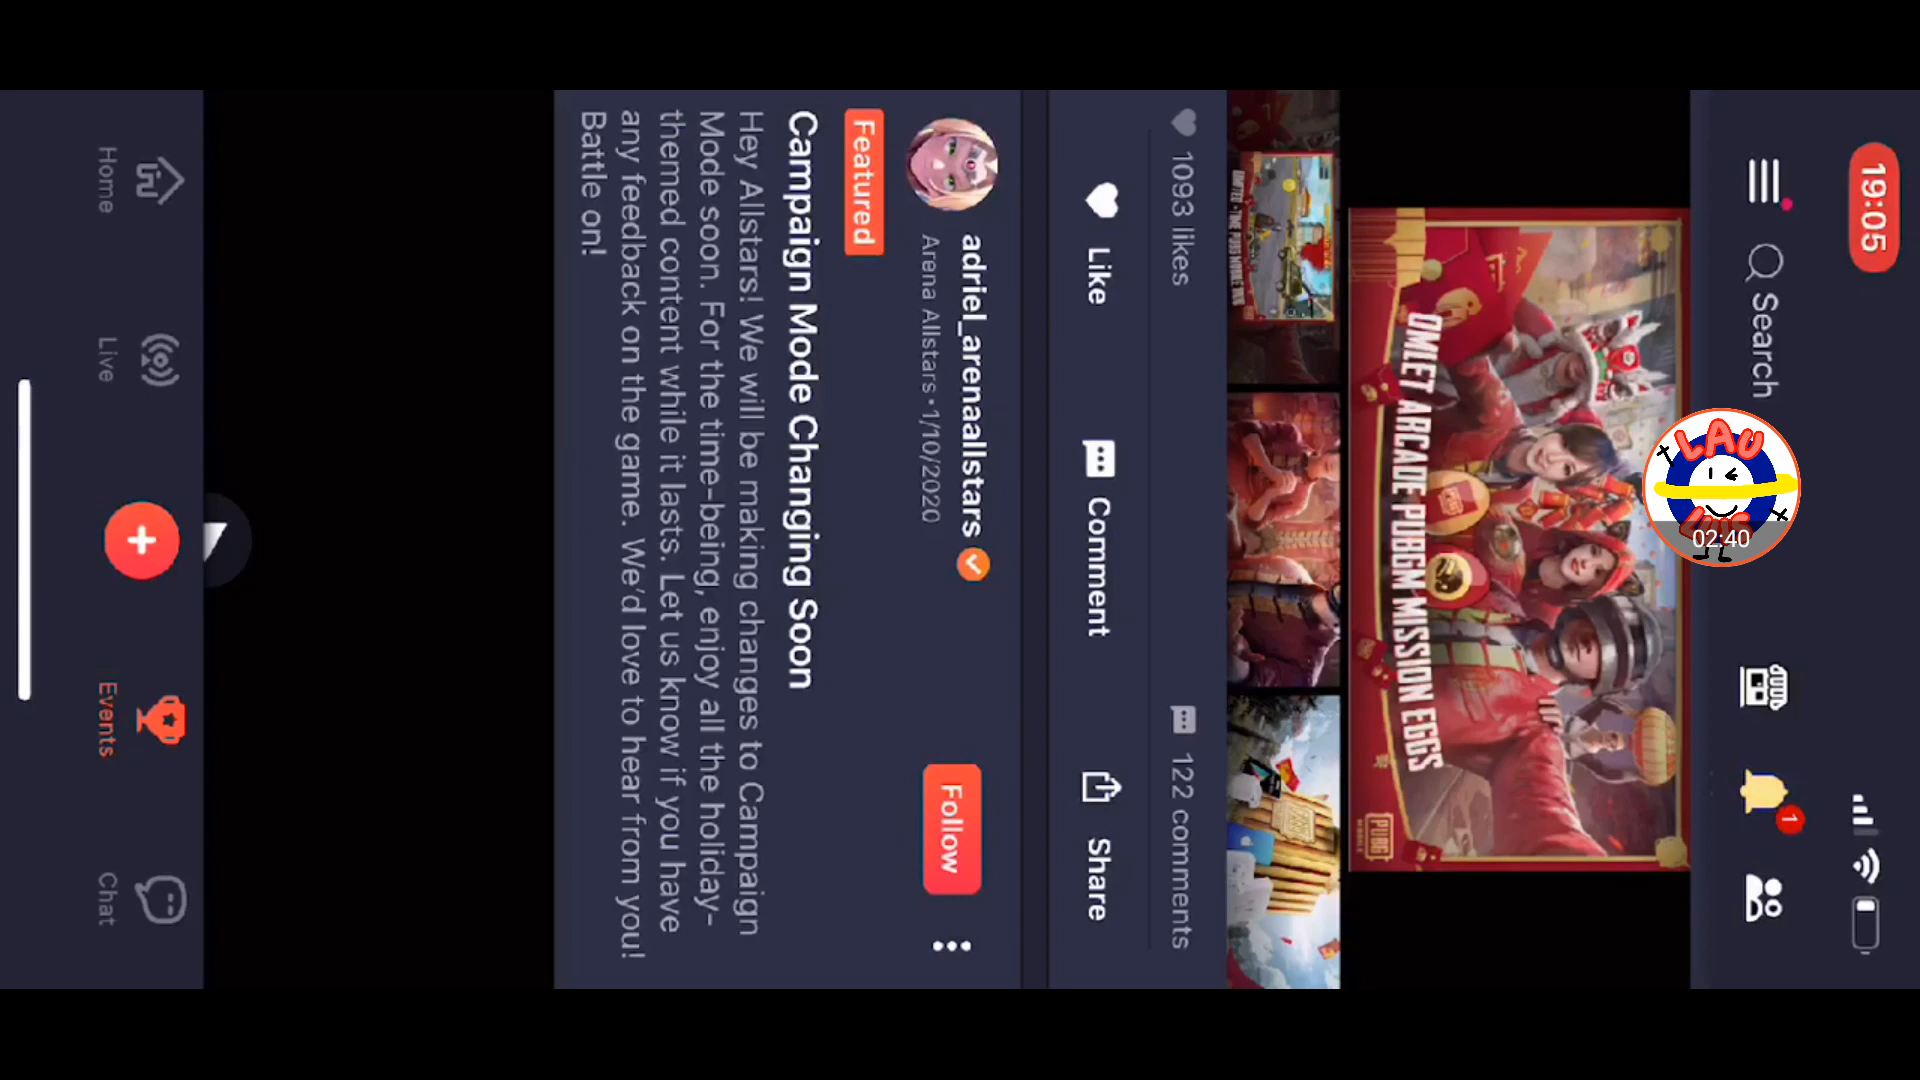 19:05
Search
1
LAU
LUIS
02:40
OMLET ARCADE PUBGM MISSION EGGS
PUBG
MOBILE
1093 likes
122 comments
Like
Comment
Share
adriel_arenaallstars
Arena Allstars • 1/10/2020
Follow
Featured
Campaign Mode Changing Soon
Hey Allstars! We will be making changes to Campaign
Mode soon. For the time-being, enjoy all the holiday-
themed content while it lasts. Let us know if you have
any feedback on the game. We'd love to hear from you!
Battle on!
Home
Live
Events
Chat